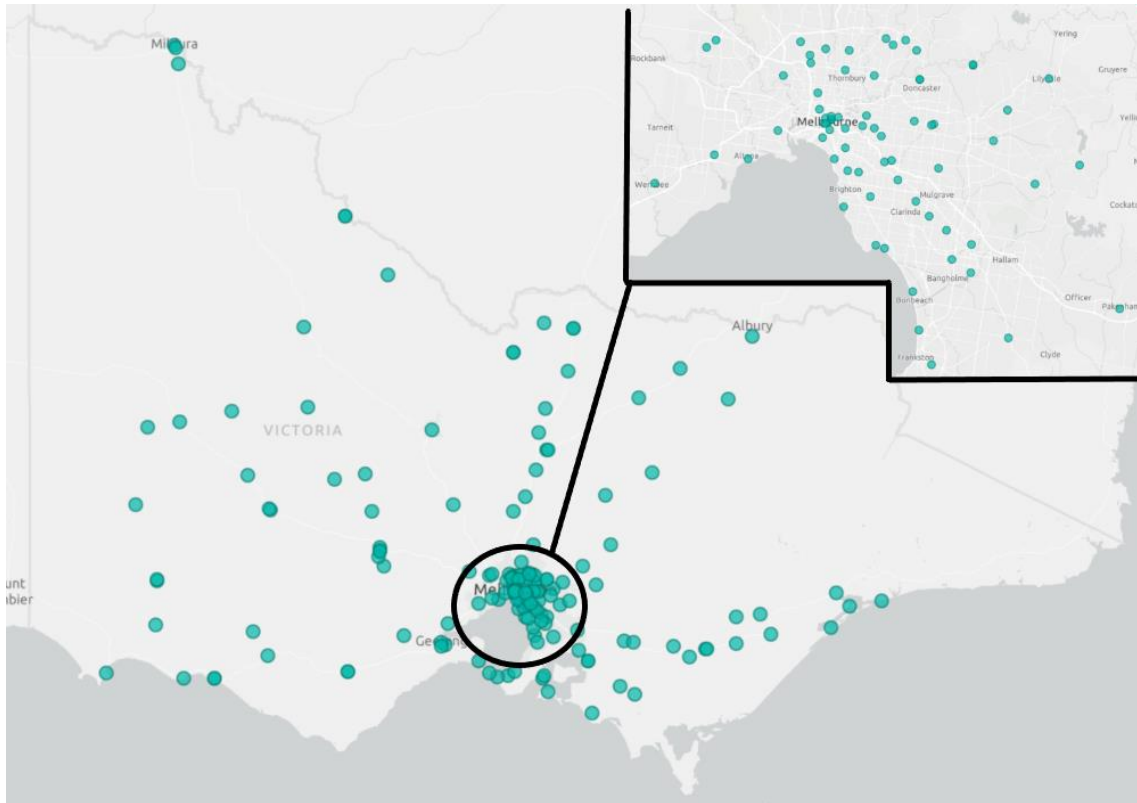 Mildura
Albury
VICTORIA
Geelong
Yering
Rockbank
Lilydale
Gruyere
Thornbury
Doncaster
Melbourne
Tarneit
Altona
Werribee
Brighton
Mulgrave
Clarinda
Hallam
Bangholme
Bonbeach
Officer
Pakenham
Frankston
Clyde